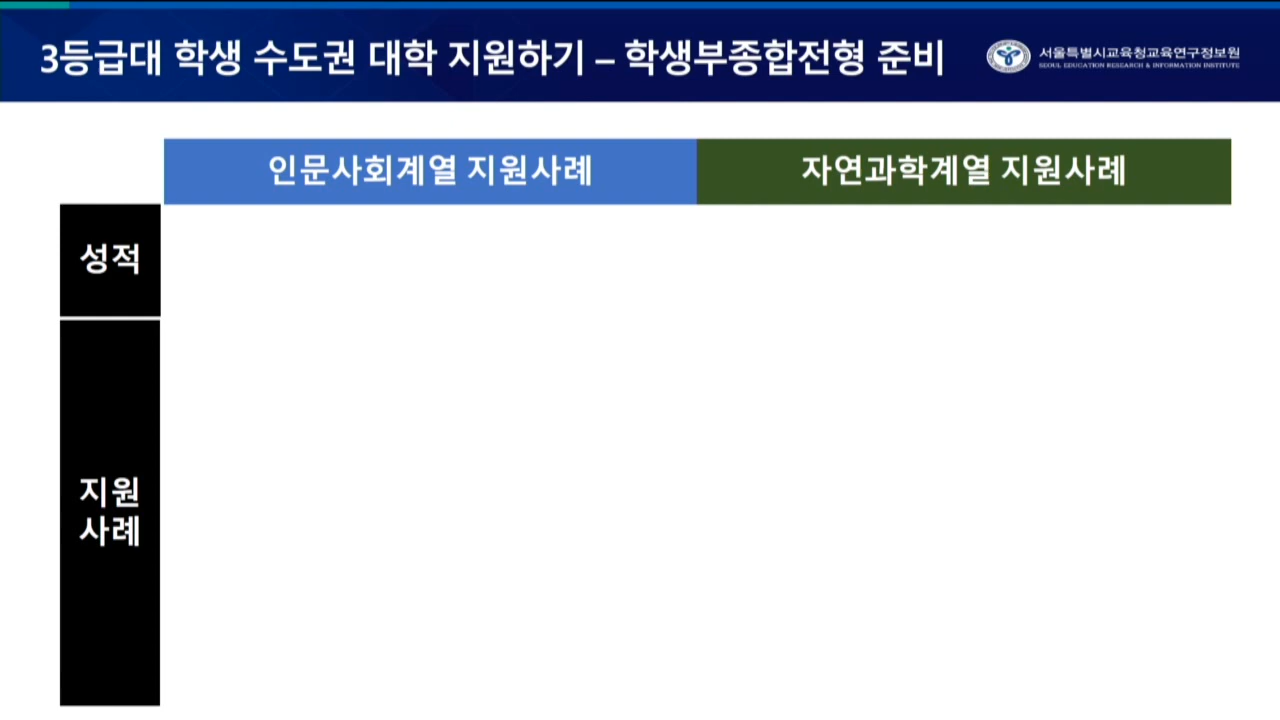 3등급대 학생 수도권 대학 지원하기 – 학생부종합전형 준비
서울특별시교육청교육연구정보원
SEOUL EDUCATION RESEARCH & INFORMATION INSTITUTE
인문사회계열 지원사례
자연과학계열 지원사례
성적
지원
사례